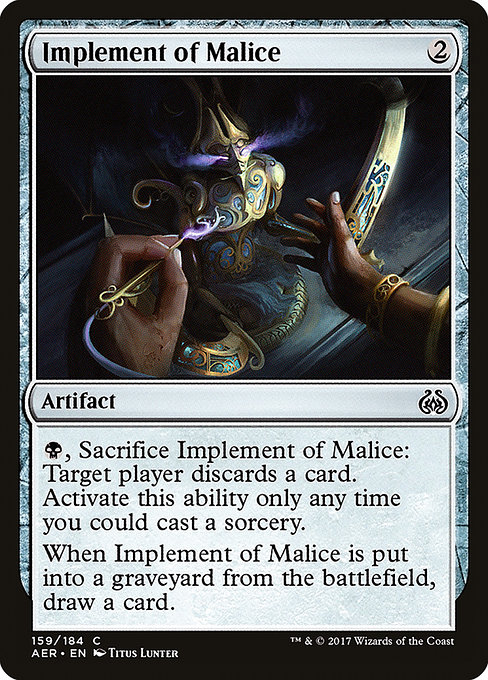 Implement of Malice 2
Artifact
, Sacrifice Implement of Malice:
Target player discards a card.
Activate this ability only any time
you could cast a sorcery.
When Implement of Malice is put
into a graveyard from the battlefield,
draw a card.
159/184 C
AER • EN Titus Lunter
™ & © 2017 Wizards of the Coast